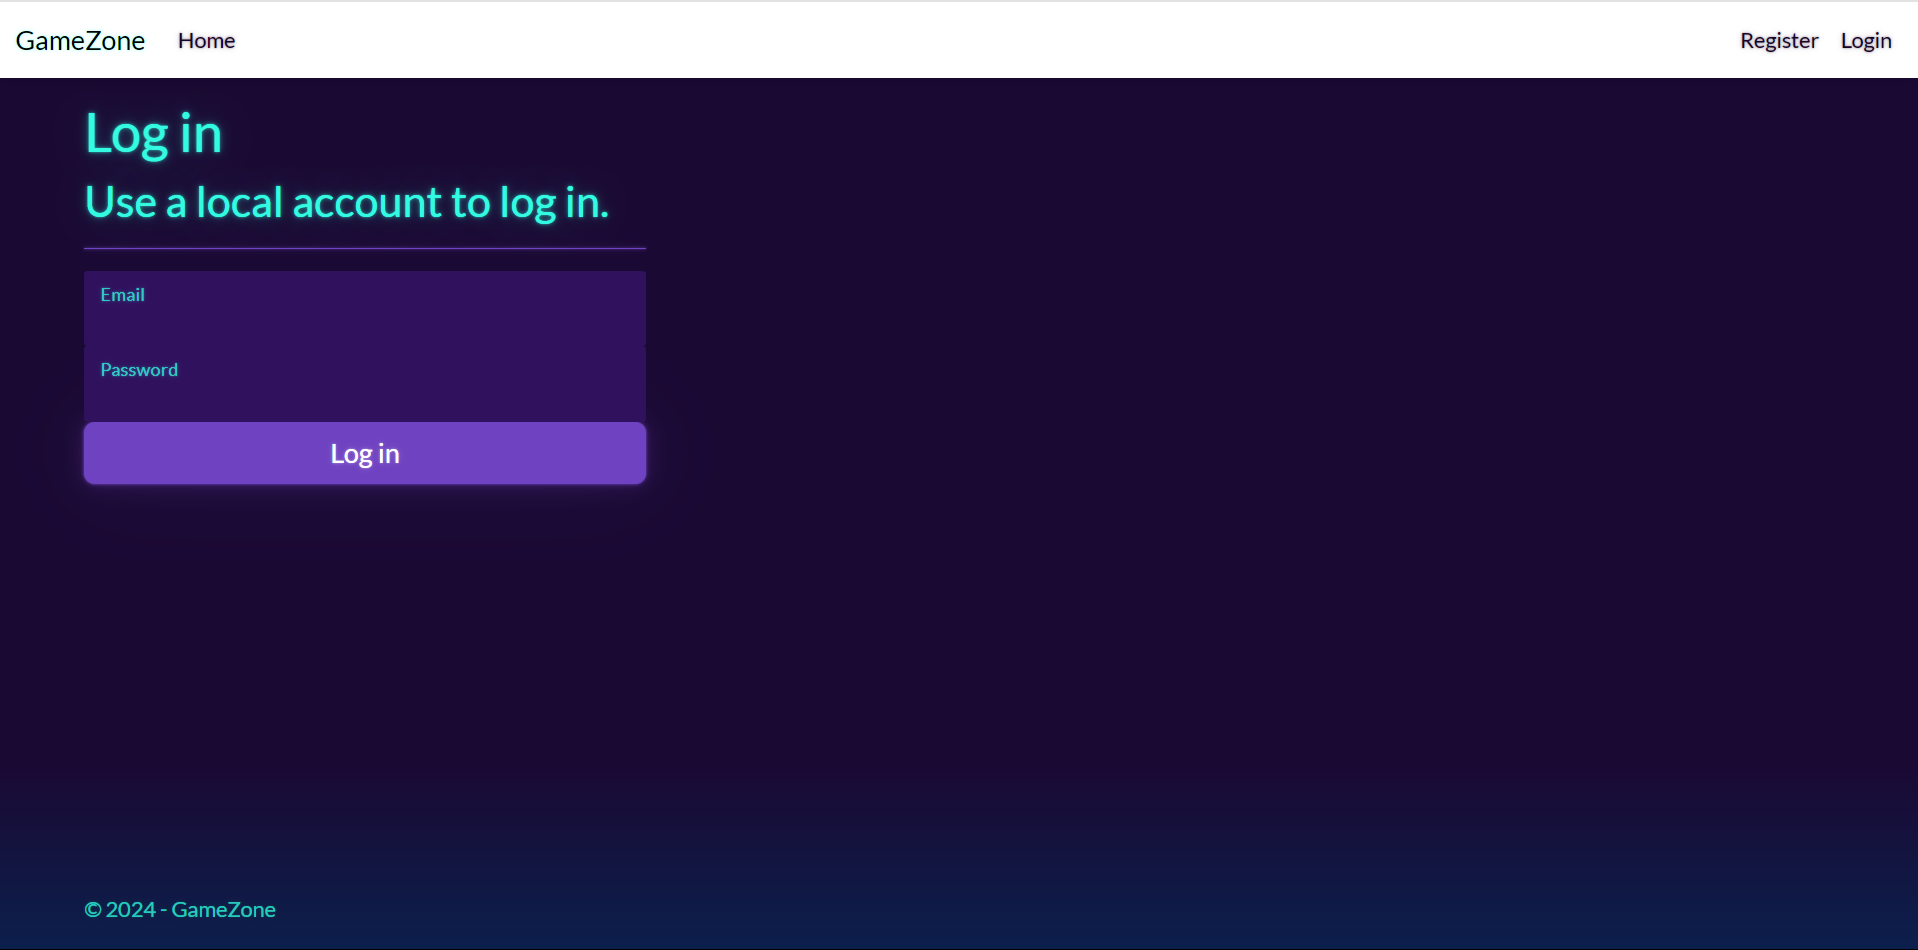 GameZone Home Register Login
Log in
Use a local account to log in.
Email
Password
Log in
© 2024 - GameZone